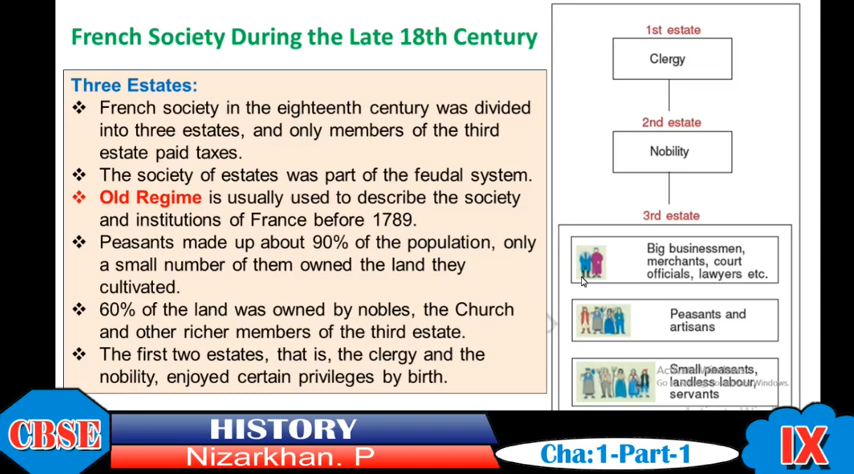 French Society During the Late 18th Century
Three Estates:
❖ French society in the eighteenth century was divided
into three estates, and only members of the third
estate paid taxes.
❖ The society of estates was part of the feudal system.
❖ Old Regime is usually used to describe the society
and institutions of France before 1789.
❖ Peasants made up about 90% of the population, only
a small number of them owned the land they
cultivated.
❖ 60% of the land was owned by nobles, the Church
and other richer members of the third estate.
❖ The first two estates, that is, the clergy and the
nobility, enjoyed certain privileges by birth.
1st estate
Clergy
2nd estate
Nobility
3rd estate
Big businessmen,
merchants, court
officials, lawyers etc.
Peasants and
artisans
Small peasants,
landless labour,
servants
CBSE
HISTORY
Nizarkhan. P
Cha:1-Part-1
IX